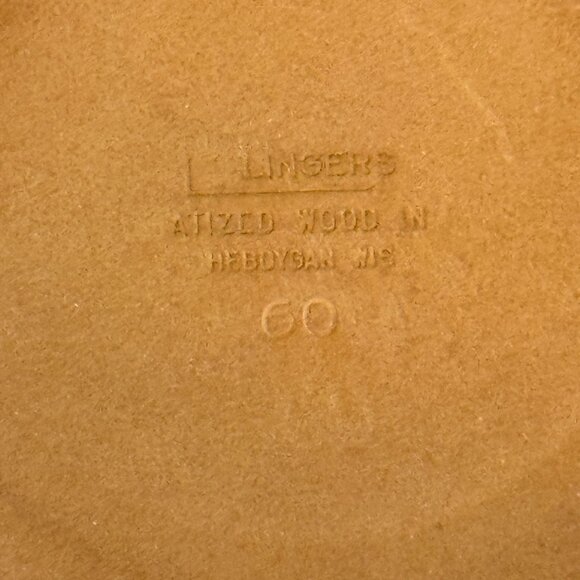 LINGERS
ATIZED WOOD IN
HEBOYGAN WIS
60